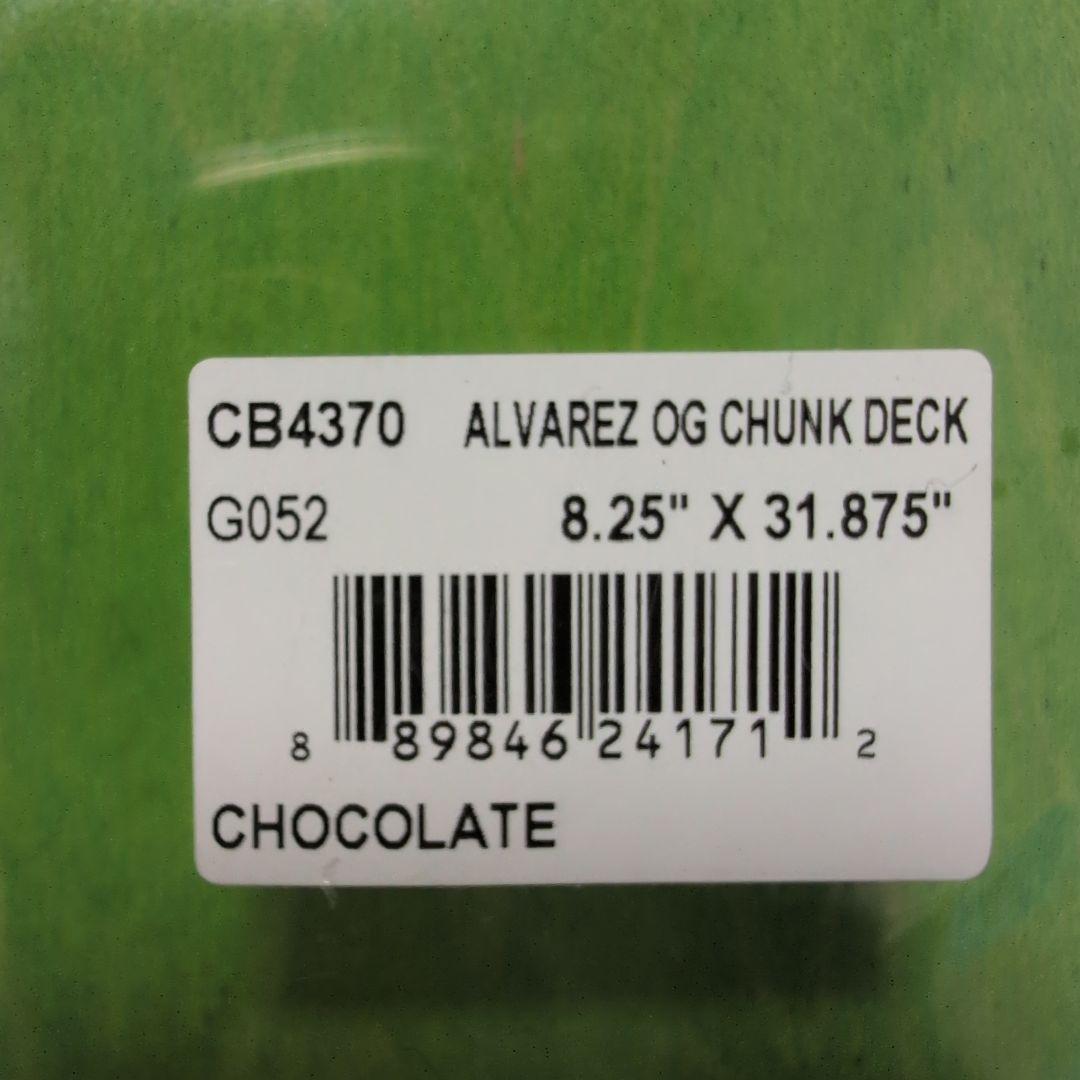 CB4370 ALVAREZ OG CHUNK DECK
G052 8.25" X 31.875"
8 89846 24171 2
CHOCOLATE